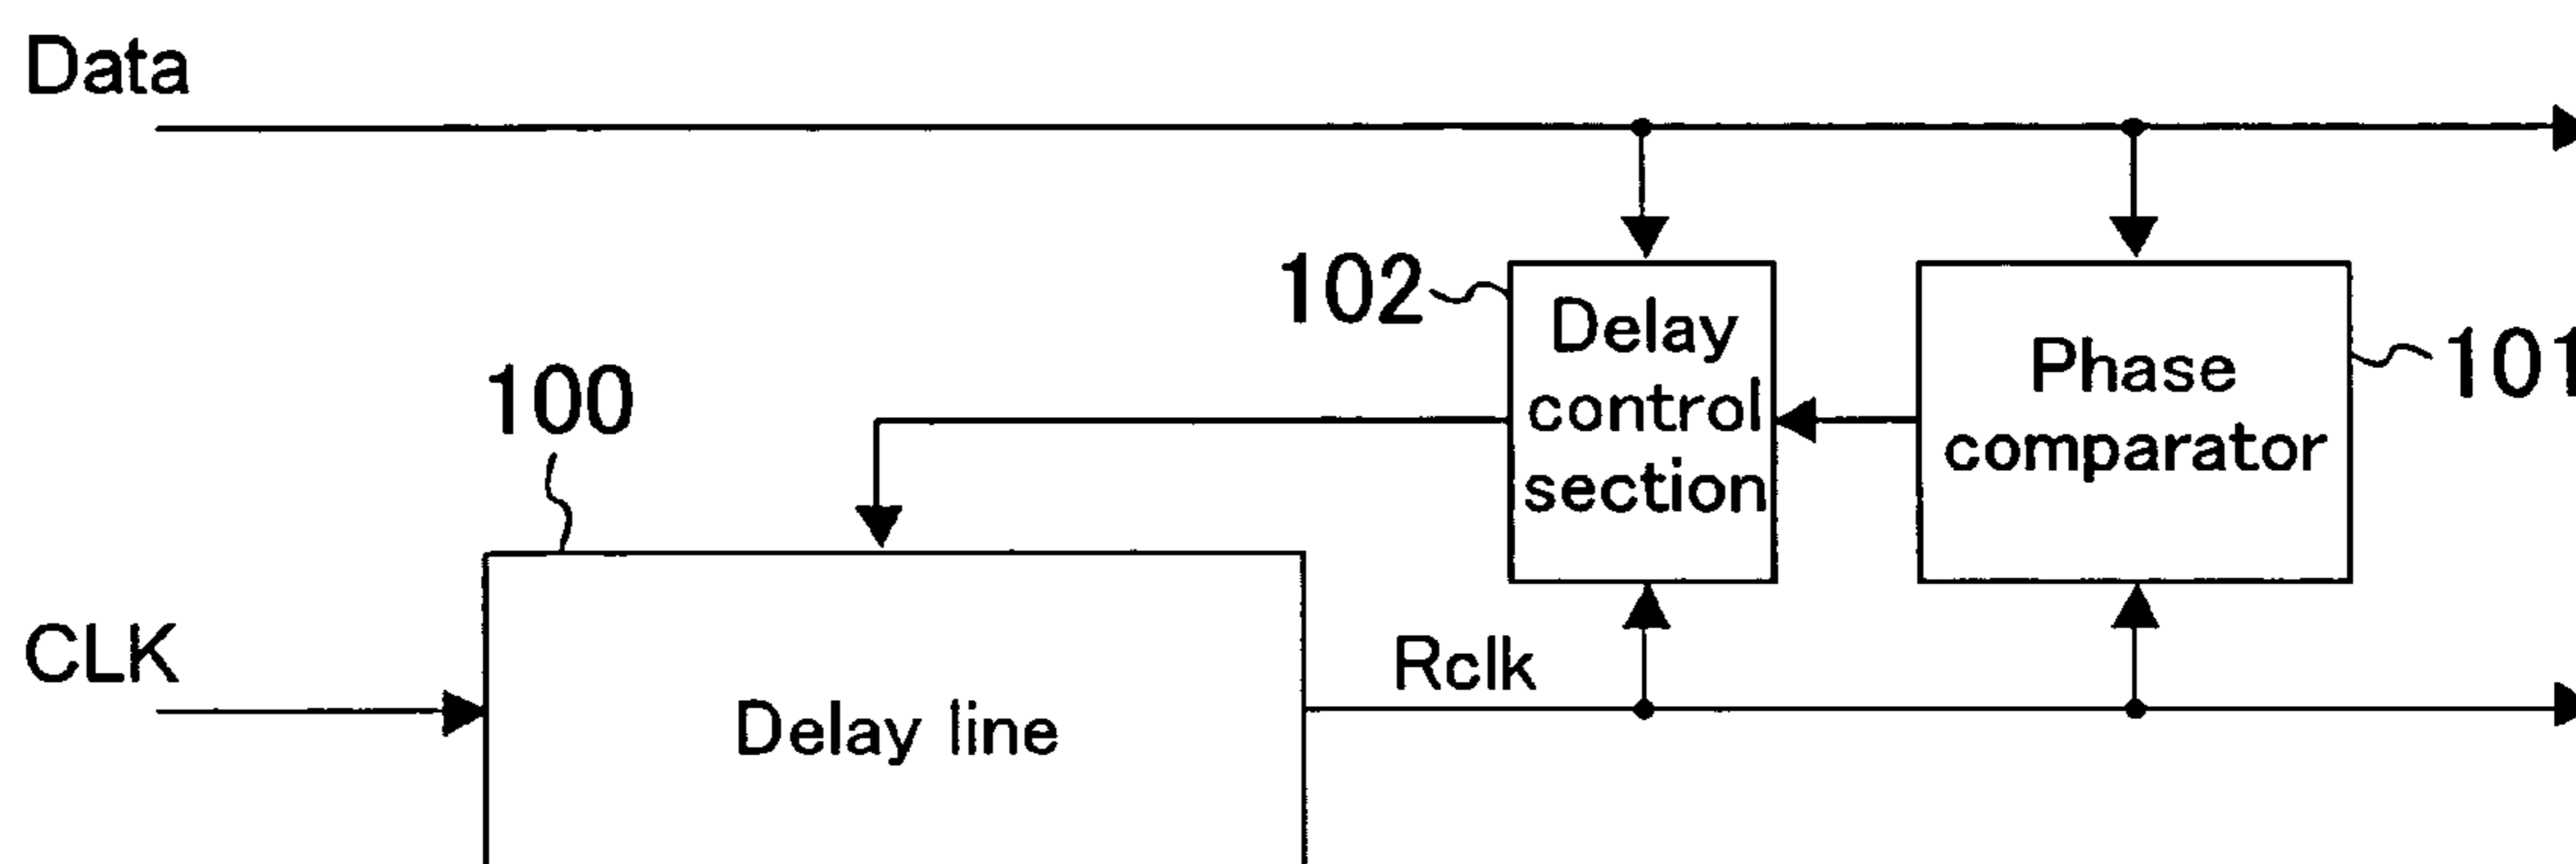 Data
102
Delay
control
section
Phase
comparator
101
100
CLK
Delay line
Rclk